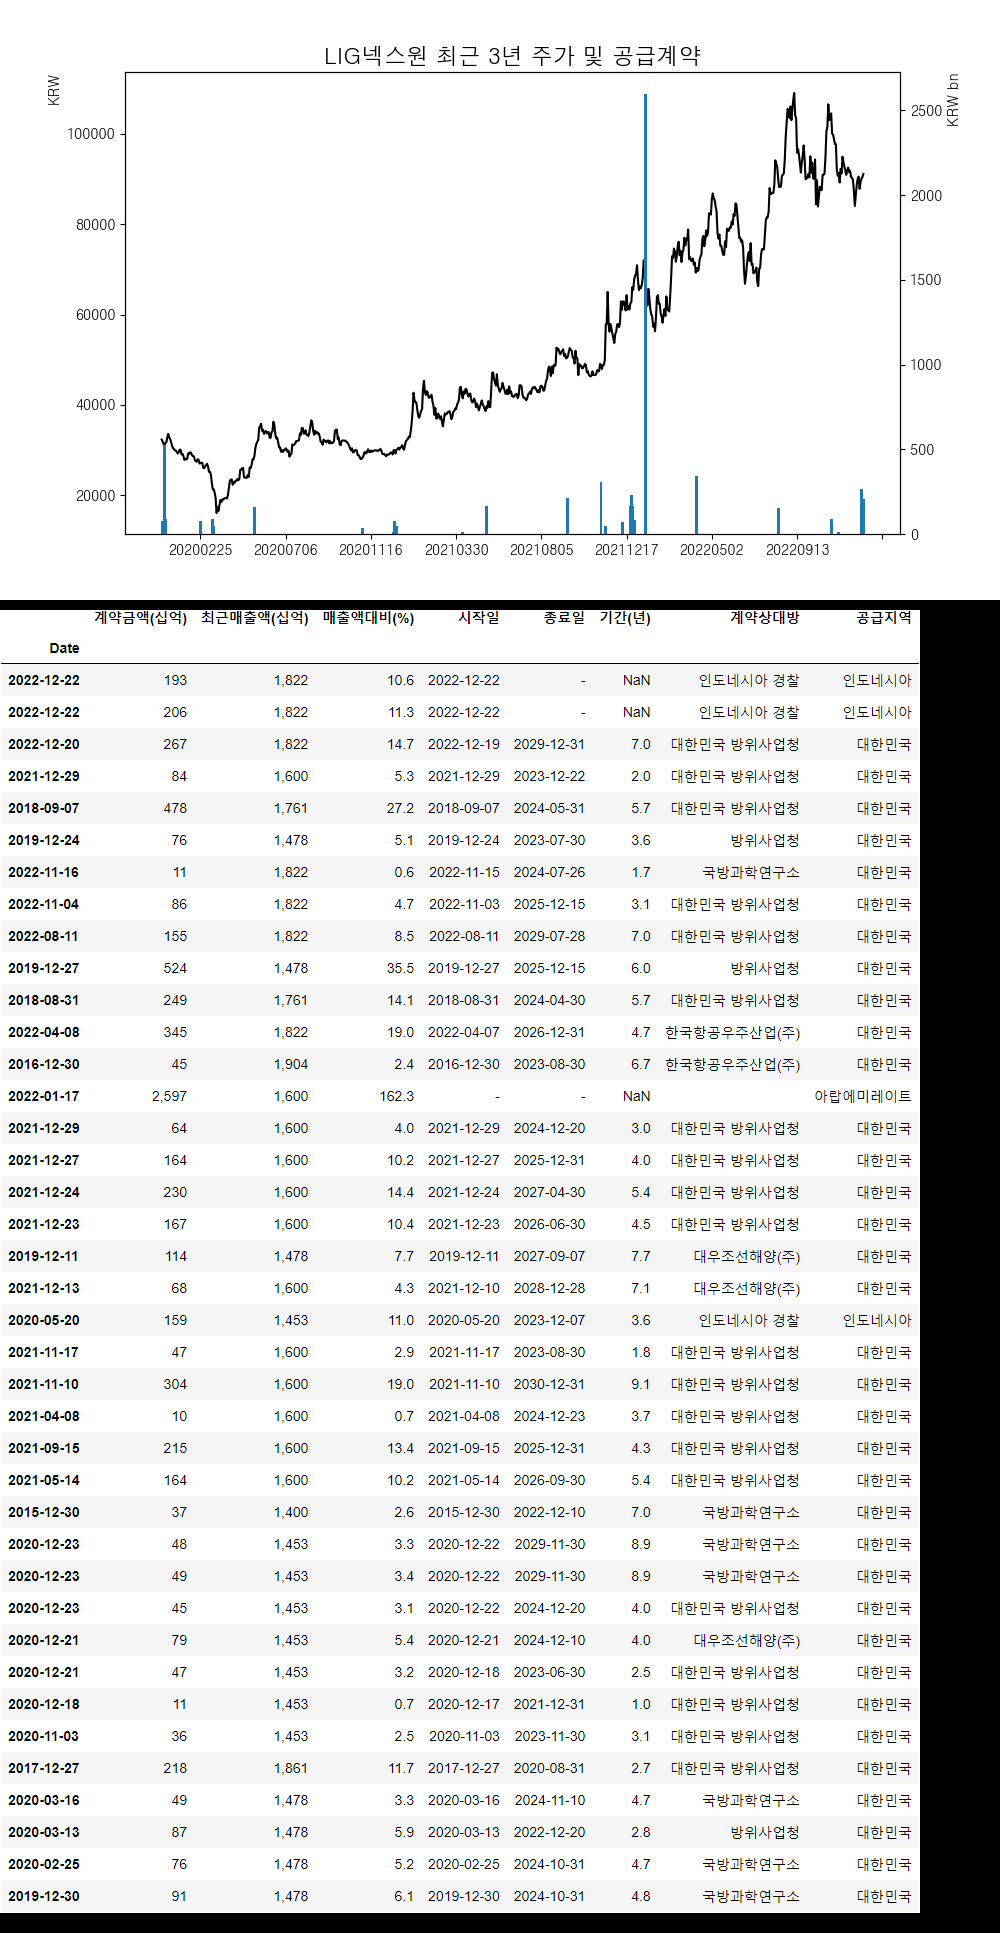 LIG넥스원 최근 3년 주가 및 공급계약
KRW
KRW bn
100000
80000
60000
40000
20000
2500
2000
1500
1000
500
0
20200225 20200706 20201116 20210330 20210805 20211217 20220502 20220913
계약금액(십억) 최근매출액(십억) 매출액대비(%) 시작일 종료일 기간(년) 계약상대방 공급지역
Date
2022-12-22 193 1,822 10.6 2022-12-22 - NaN 인도네시아 경찰 인도네시아
2022-12-22 206 1,822 11.3 2022-12-22 - NaN 인도네시아 경찰 인도네시아
2022-12-20 267 1,822 14.7 2022-12-19 2029-12-31 7.0 대한민국 방위사업청 대한민국
2021-12-29 84 1,600 5.3 2021-12-29 2023-12-22 2.0 대한민국 방위사업청 대한민국
2018-09-07 478 1,761 27.2 2018-09-07 2024-05-31 5.7 대한민국 방위사업청 대한민국
2019-12-24 76 1,478 5.1 2019-12-24 2023-07-30 3.6 방위사업청 대한민국
2022-11-16 11 1,822 0.6 2022-11-15 2024-07-26 1.7 국방과학연구소 대한민국
2022-11-04 86 1,822 4.7 2022-11-03 2025-12-15 3.1 대한민국 방위사업청 대한민국
2022-08-11 155 1,822 8.5 2022-08-11 2029-07-28 7.0 대한민국 방위사업청 대한민국
2019-12-27 524 1,478 35.5 2019-12-27 2025-12-15 6.0 방위사업청 대한민국
2018-08-31 249 1,761 14.1 2018-08-31 2024-04-30 5.7 대한민국 방위사업청 대한민국
2022-04-08 345 1,822 19.0 2022-04-07 2026-12-31 4.7 한국항공우주산업(주) 대한민국
2016-12-30 45 1,904 2.4 2016-12-30 2023-08-30 6.7 한국항공우주산업(주) 대한민국
2022-01-17 2,597 1,600 162.3 - - NaN 아랍에미레이트
2021-12-29 64 1,600 4.0 2021-12-29 2024-12-20 3.0 대한민국 방위사업청 대한민국
2021-12-27 164 1,600 10.2 2021-12-27 2025-12-31 4.0 대한민국 방위사업청 대한민국
2021-12-24 230 1,600 14.4 2021-12-24 2027-04-30 5.4 대한민국 방위사업청 대한민국
2021-12-23 167 1,600 10.4 2021-12-23 2026-06-30 4.5 대한민국 방위사업청 대한민국
2019-12-11 114 1,478 7.7 2019-12-11 2027-09-07 7.7 대우조선해양(주) 대한민국
2021-12-13 68 1,600 4.3 2021-12-10 2028-12-28 7.1 대우조선해양(주) 대한민국
2020-05-20 159 1,453 11.0 2020-05-20 2023-12-07 3.6 인도네시아 경찰 인도네시아
2021-11-17 47 1,600 2.9 2021-11-17 2023-08-30 1.8 대한민국 방위사업청 대한민국
2021-11-10 304 1,600 19.0 2021-11-10 2030-12-31 9.1 대한민국 방위사업청 대한민국
2021-04-08 10 1,600 0.7 2021-04-08 2024-12-23 3.7 대한민국 방위사업청 대한민국
2021-09-15 215 1,600 13.4 2021-09-15 2025-12-31 4.3 대한민국 방위사업청 대한민국
2021-05-14 164 1,600 10.2 2021-05-14 2026-09-30 5.4 대한민국 방위사업청 대한민국
2015-12-30 37 1,400 2.6 2015-12-30 2022-12-10 7.0 국방과학연구소 대한민국
2020-12-23 48 1,453 3.3 2020-12-22 2029-11-30 8.9 국방과학연구소 대한민국
2020-12-23 49 1,453 3.4 2020-12-22 2029-11-30 8.9 국방과학연구소 대한민국
2020-12-23 45 1,453 3.1 2020-12-22 2024-12-20 4.0 대한민국 방위사업청 대한민국
2020-12-21 79 1,453 5.4 2020-12-21 2024-12-10 4.0 대우조선해양(주) 대한민국
2020-12-21 47 1,453 3.2 2020-12-18 2023-06-30 2.5 대한민국 방위사업청 대한민국
2020-12-18 11 1,453 0.7 2020-12-17 2021-12-31 1.0 대한민국 방위사업청 대한민국
2020-11-03 36 1,453 2.5 2020-11-03 2023-11-30 3.1 대한민국 방위사업청 대한민국
2017-12-27 218 1,861 11.7 2017-12-27 2020-08-31 2.7 대한민국 방위사업청 대한민국
2020-03-16 49 1,478 3.3 2020-03-16 2024-11-10 4.7 국방과학연구소 대한민국
2020-03-13 87 1,478 5.9 2020-03-13 2022-12-20 2.8 방위사업청 대한민국
2020-02-25 76 1,478 5.2 2020-02-25 2024-10-31 4.7 국방과학연구소 대한민국
2019-12-30 91 1,478 6.1 2019-12-30 2024-10-31 4.8 국방과학연구소 대한민국